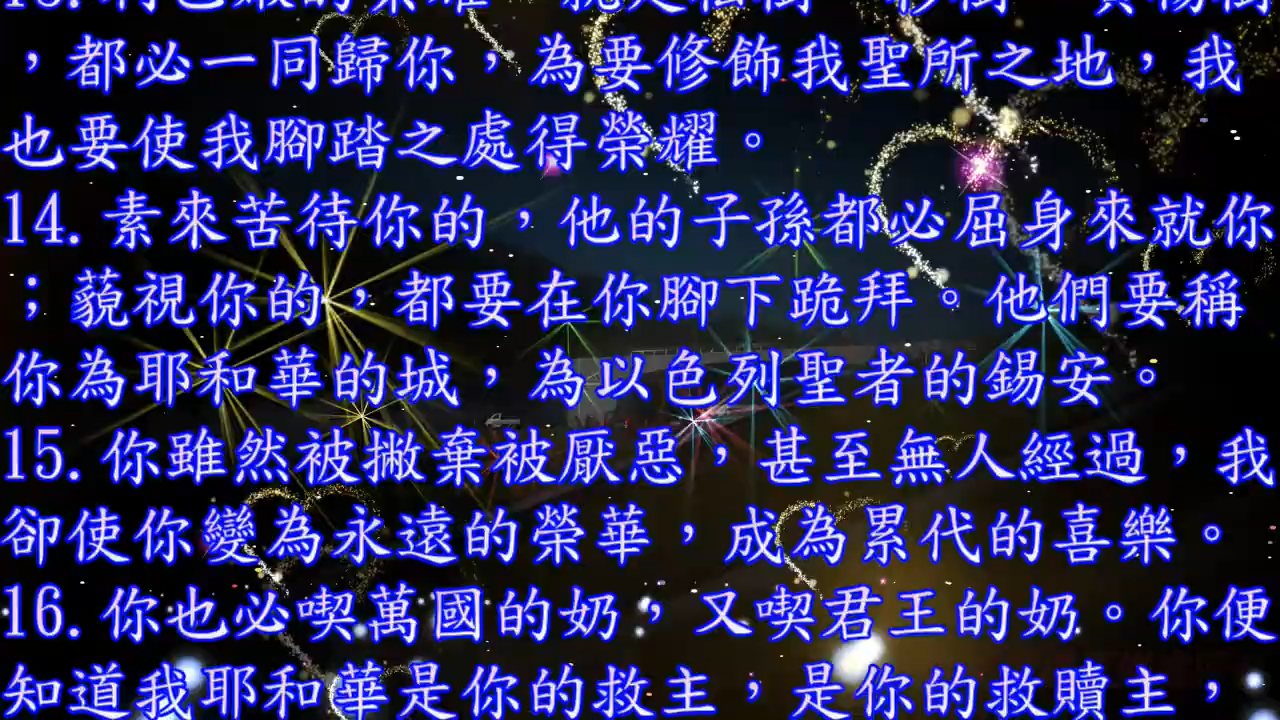 ，都必一同歸你，為要修飾我聖所之地，我
也要使我腳踏之處得榮耀。
14. 素來苦待你的，他的子孫都必屈身來就你
；藐視你的，都要在你腳下跪拜。他們要稱
你為耶和華的城，為以色列聖者的錫安。
15. 你雖然被撇棄被厭惡，甚至無人經過，我
卻使你變為永遠的榮華，成為累代的喜樂。
16. 你也必喫萬國的奶，又喫君王的奶。你便
知道我耶和華是你的救主，是你的救贖主，